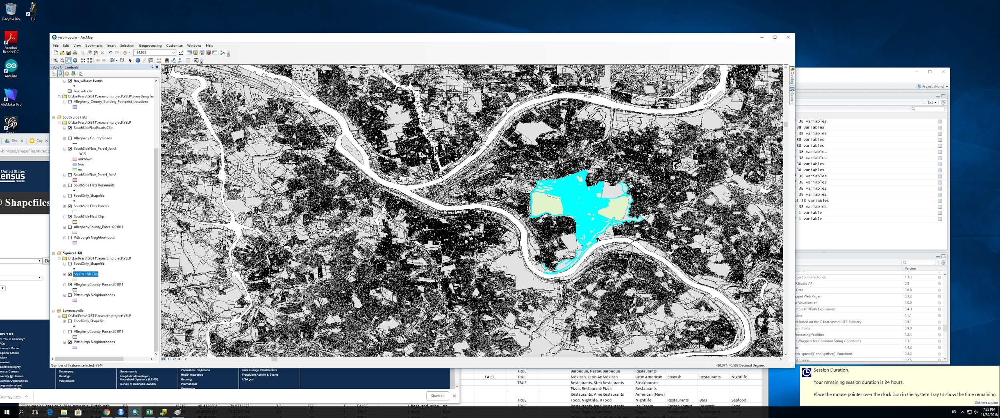 Recycle Bin
Fiji
Acrobat
Reader DC
Arduino
FileMaker Pro
yelp Popular - ArcMap
File Edit View Bookmarks Insert Selection Geoprocessing Customize Windows Help
1:64,038
Table Of Contents
has_wifi.csv Events
has_wifi.csv
D:\EsriPress\GIST1\research project\YELP\Everything fro
Allegheny_County_Building_Footprint_Locations
South Side Flats
D:\EsriPress\GIST1\research project\YELP
SouthSideFlatsRoads Clip
Allegheny County Roads
SouthSideFlats_Parcel_Join2
WIFI
unknown
free
no
SouthSideFlats_Parcel_Join2
SouthSide Flats Resaurants
FoodOnly_Shapefile
SouthSide Flats Parcels
SouthSide Flats Clip
AlleghenyCounty_Parcels201811
Pittsburgh Neighborhoods
Squirrel Hill
D:\EsriPress\GIST1\research project\YELP
FoodOnly_Shapefile
SquirrelHill Clip
AlleghenyCounty_Parcels201811
Pittsburgh Neighborhoods
Lawrenceville
D:\EsriPress\GIST1\research project\YELP
FoodOnly_Shapefile
AlleghenyCounty_Parcels201811
Pittsburgh Neighborhoods
Number of features selected: 7544
-80.077 40.507 Decimal Degrees
Catalog
Search
Project: (None)
List
38 variables
38 variables
38 variables
38 variables
38 variables
38 variables
38 variables
38 variables
38 variables
38 variables
38 variables
38 variables
39 variables
of 38 variables
38 variables
1 variable
1 variable
Version
oject Subdirectories 1.3-2
RStudio API 0.8
Data 0.6.8
rape) Web Pages 0.3.2
or Visualization 1.0.0
ectors to XPath Expressions 0.4-1
tion 1.1.1
ers based on the C libstemmer UTF-8 library 0.5.1
word Lists 0.9.0
Processing Facilities 1.2.4
t Wrappers for Common String Operations 1.3.1
es 1.4.2
with 'spread()' and 'gather()' Functions 0.8.2
of Strings 0.2.5
Rec
Cop
i-bin/geo/shapefiles/index.p
United States
ensus
Bureau
Shapefiles
Do
BOUT US
re You in a Survey?
AQs
irector's Corner
egional Offices
istory
esearch
cientific Integrity
ensus Careers
iversity @ Census
usiness Opportunities
ongressional and
Developers
Catalogs
Publications
Governments
Longitudinal Employer-
Household Dynamics (LEHD)
Survey of Business Owners
Population Projections
Health Insurance
Housing
International
Genealogy
Data Linkage Infrastructure
Fraudulent Activity & Scams
USA.gov
County_....zip
Show all
TRUE Barbeque, Restau Barbeque Restaurants
FALSE TRUE Mexican, Latin An Mexican Latin American Spanish Restaurants Nightlife
TRUE Restaurants, Stea Restaurants Steakhouses
Pizza, Restaurants Pizza Restaurants
Restaurants, Ame Restaurants American (New)
TRUE Food, Nightlife, R Food Nightlife Restaurants Bars Seafood
27 Mineo's Pizza Hou 2128 Murray Ave Pittsburgh PA 15217 40.4328604 -79.9232273 3.5 277 1 FALSE 1 beer_and_wine no TRUE Restaurants, Ice C Restaurants Ice Cream Frozen Yogurt Desserts Food
40.42909117 -75.81300324 2.5 17 1 TRUE 1 none free Soup, Bagels, San Soup Bagels Sandwiches Restaurants Salad
Session Duration.
Your remaining session duration is 24 hours.
Place the mouse pointer over the clock icon in the System Tray to show the time remaining.
Click here to close
EN
7:25 PM
11/30/2018